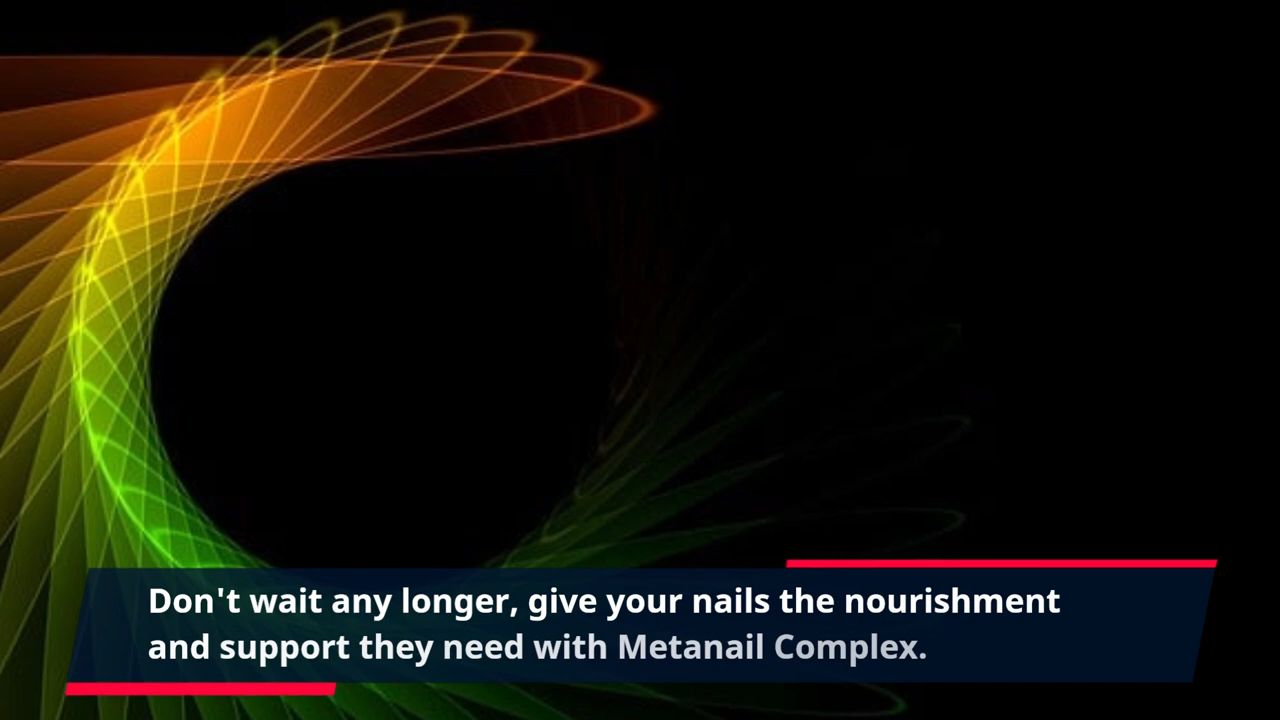 Don't wait any longer, give your nails the nourishment
and support they need with Metanail Complex.